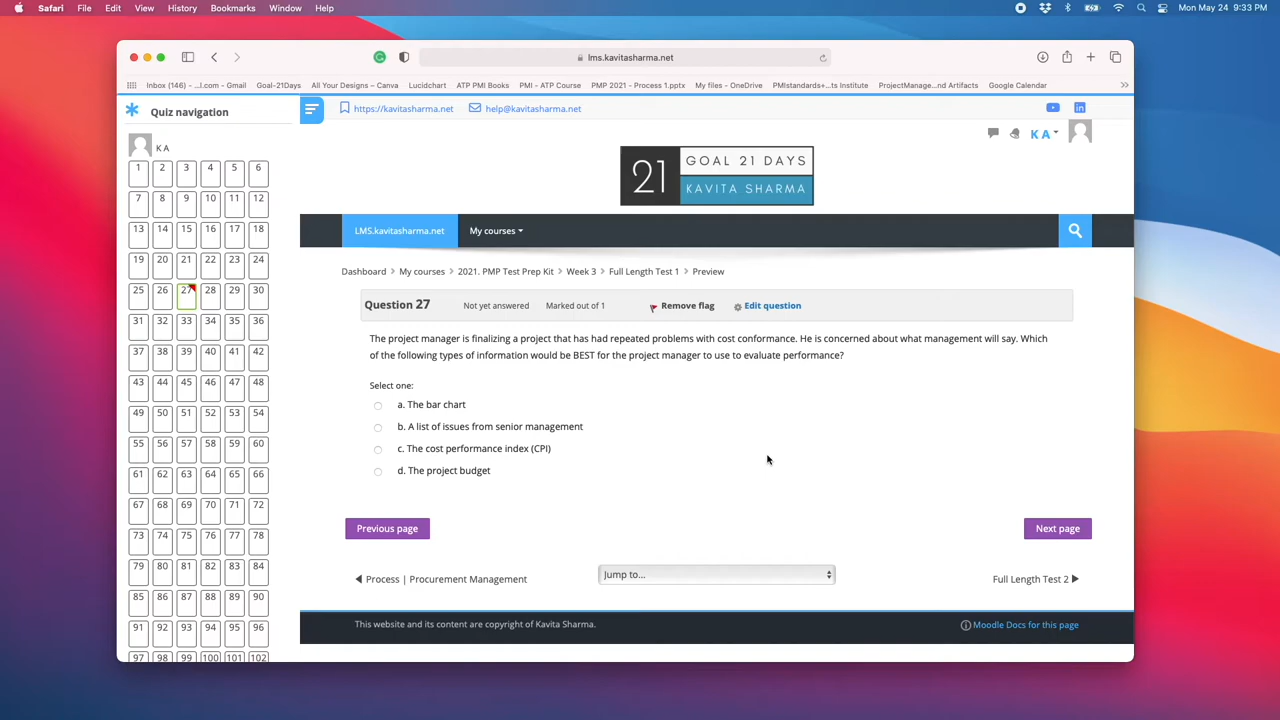 Safari File Edit View History Bookmarks Window Help Mon May 24 9:33 PM
lms.kavitasharma.net
Inbox (146) - ...l.com - Gmail Goal-21Days All Your Designs – Canva Lucidchart ATP PMI Books PMI - ATP Course PMP 2021 - Process 1.pptx My files - OneDrive PMIstandards+...ts Institute ProjectManage...nd Artifacts Google Calendar
Quiz navigation
https://kavitasharma.net help@kavitasharma.net
K A
K A
21 GOAL 21 DAYS
KAVITA SHARMA
LMS.kavitasharma.net My courses
Dashboard My courses 2021. PMP Test Prep Kit Week 3 Full Length Test 1 Preview
Question 27 Not yet answered Marked out of 1 Remove flag Edit question
The project manager is finalizing a project that has had repeated problems with cost conformance. He is concerned about what management will say. Which
of the following types of information would be BEST for the project manager to use to evaluate performance?
Select one:
a. The bar chart
b. A list of issues from senior management
c. The cost performance index (CPI)
d. The project budget
Previous page Next page
Process | Procurement Management Jump to... Full Length Test 2
This website and its content are copyright of Kavita Sharma. Moodle Docs for this page
1 2 3 4 5 6
7 8 9 10 11 12
13 14 15 16 17 18
19 20 21 22 23 24
25 26 27 28 29 30
31 32 33 34 35 36
37 38 39 40 41 42
43 44 45 46 47 48
49 50 51 52 53 54
55 56 57 58 59 60
61 62 63 64 65 66
67 68 69 70 71 72
73 74 75 76 77 78
79 80 81 82 83 84
85 86 87 88 89 90
91 92 93 94 95 96
97 98 99 100 101 102